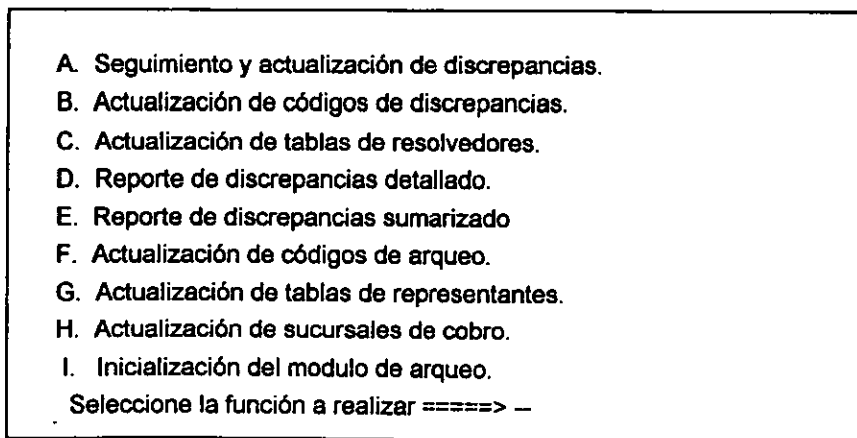 A. Seguimiento y actualización de discrepancias.
B. Actualización de códigos de discrepancias.
C. Actualización de tablas de resolvedores.
D. Reporte de discrepancias detallado.
E. Reporte de discrepancias sumarizado
F. Actualización de códigos de arqueo.
G. Actualización de tablas de representantes.
H. Actualización de sucursales de cobro.
I. Inicialización del modulo de arqueo.
Seleccione la función a realizar =====> –